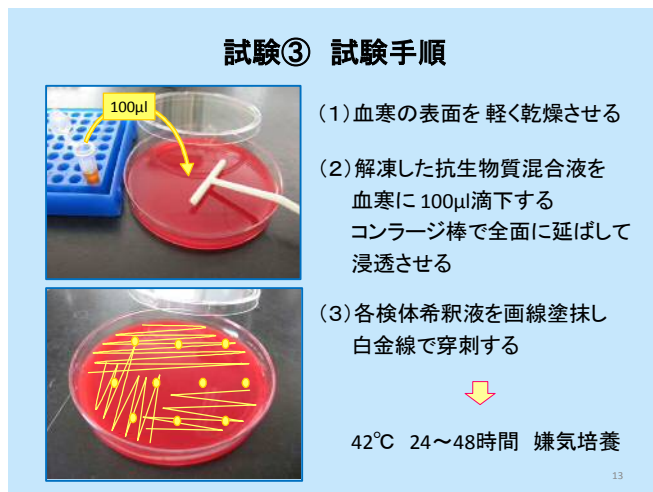 試験③ 試験手順
100μl
(1)血寒の表面を 軽く乾燥させる
(2)解凍した抗生物質混合液を
血寒に 100μl滴下する
コンラージ棒で全面に延ばして
浸透させる
(3)各検体希釈液を画線塗抹し
白金線で穿刺する
42℃ 24~48時間 嫌気培養
13